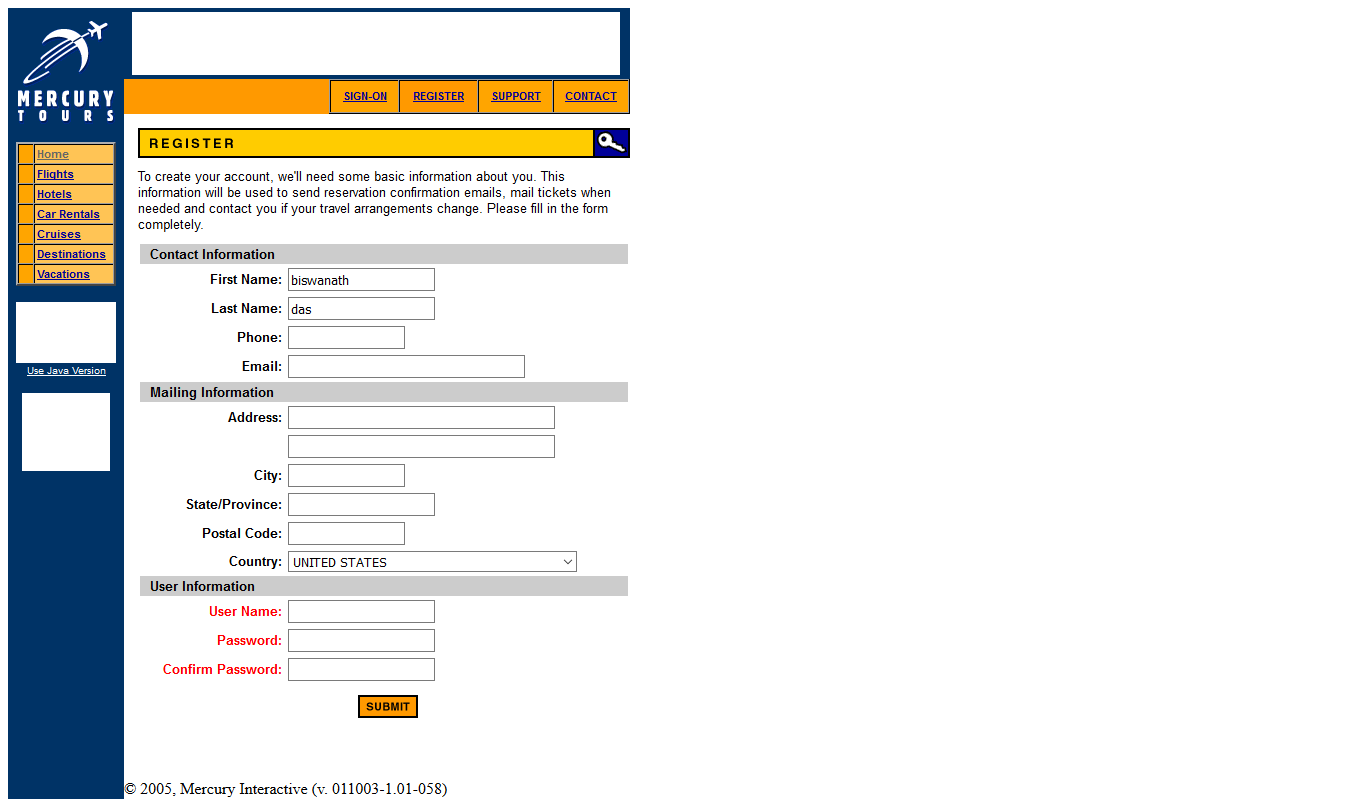 MERCURY
TOURS
SIGN-ON REGISTER SUPPORT CONTACT
Home
Flights
Hotels
Car Rentals
Cruises
Destinations
Vacations
Use Java Version
REGISTER
To create your account, we'll need some basic information about you. This
information will be used to send reservation confirmation emails, mail tickets when
needed and contact you if your travel arrangements change. Please fill in the form
completely.
Contact Information
First Name: biswanath
Last Name: das
Phone:
Email:
Mailing Information
Address:
City:
State/Province:
Postal Code:
Country: UNITED STATES
User Information
User Name:
Password:
Confirm Password:
SUBMIT
© 2005, Mercury Interactive (v. 011003-1.01-058)